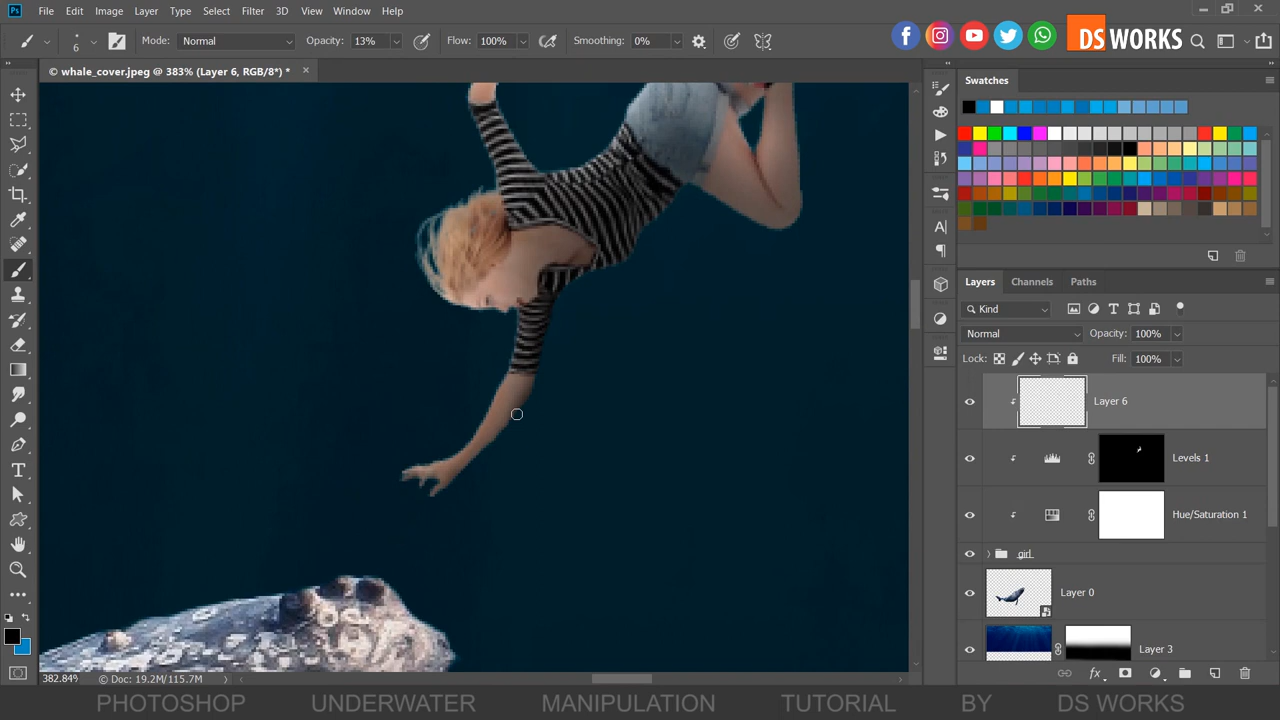 Ps File Edit Image Layer Type Select Filter 3D View Window Help
6 Mode: Normal Opacity: 13% Flow: 100% Smoothing: 0%
DS WORKS
© whale_cover.jpeg @ 383% (Layer 6, RGB/8*) * ×
Swatches
Layers Channels Paths
Kind
Normal Opacity: 100%
Lock: Fill: 100%
Layer 6
Levels 1
Hue/Saturation 1
girl
Layer 0
Layer 3
382.84% © Doc: 19.2M/115.7M
fx
PHOTOSHOP UNDERWATER MANIPULATION TUTORIAL BY DS WORKS